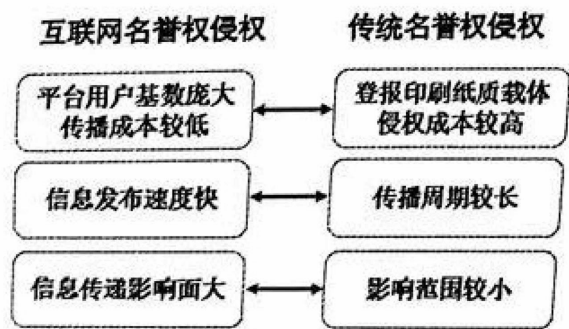 互联网名誉权侵权
传统名誉权侵权
平台用户基数庞大
传播成本较低
登报印刷纸质载体
侵权成本较高
信息发布速度快
传播周期较长
信息传递影响面大
影响范围较小